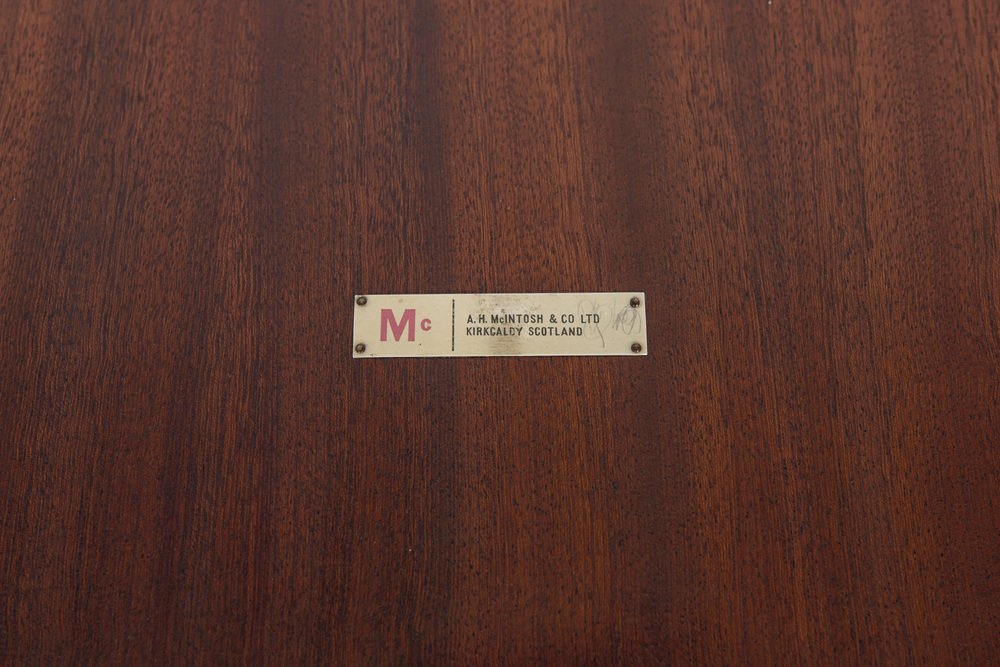 Mc
A.H. McINTOSH & CO LTD
KIRKCALDY SCOTLAND